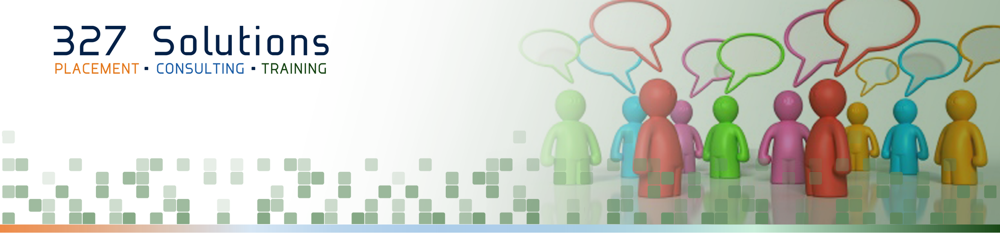 327 Solutions
PLACEMENT ▪ CONSULTING ▪ TRAINING